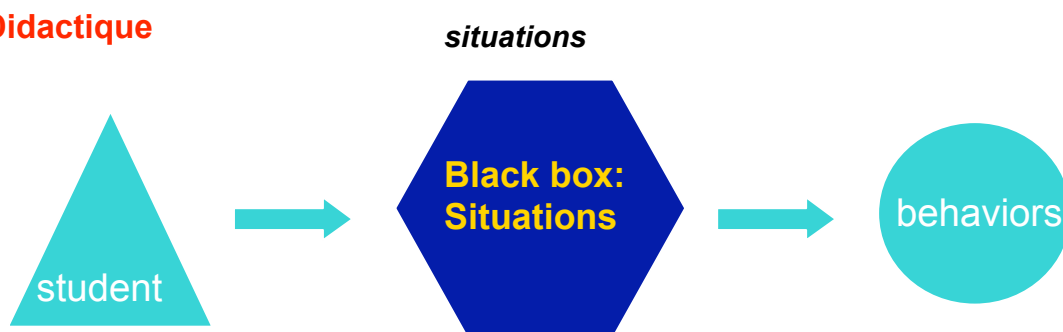 Didactique
situations
Black box:
Situations
student
behaviors